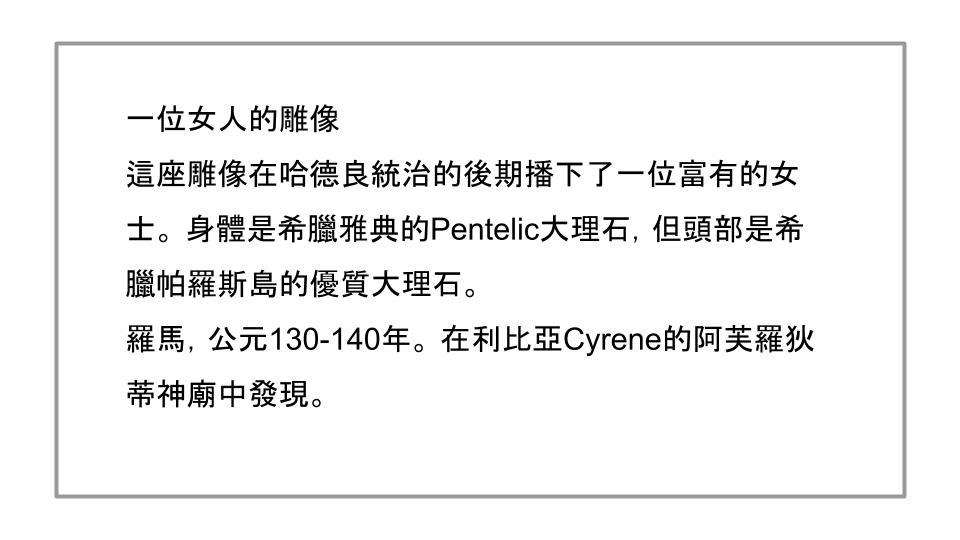 一位女人的雕像
這座雕像在哈德良統治的後期播下了一位富有的女
士。身體是希臘雅典的Pentelic大理石, 但頭部是希
臘帕羅斯島的優質大理石。
羅馬, 公元130-140年。在利比亞Cyrene的阿芙羅狄
蒂神廟中發現。